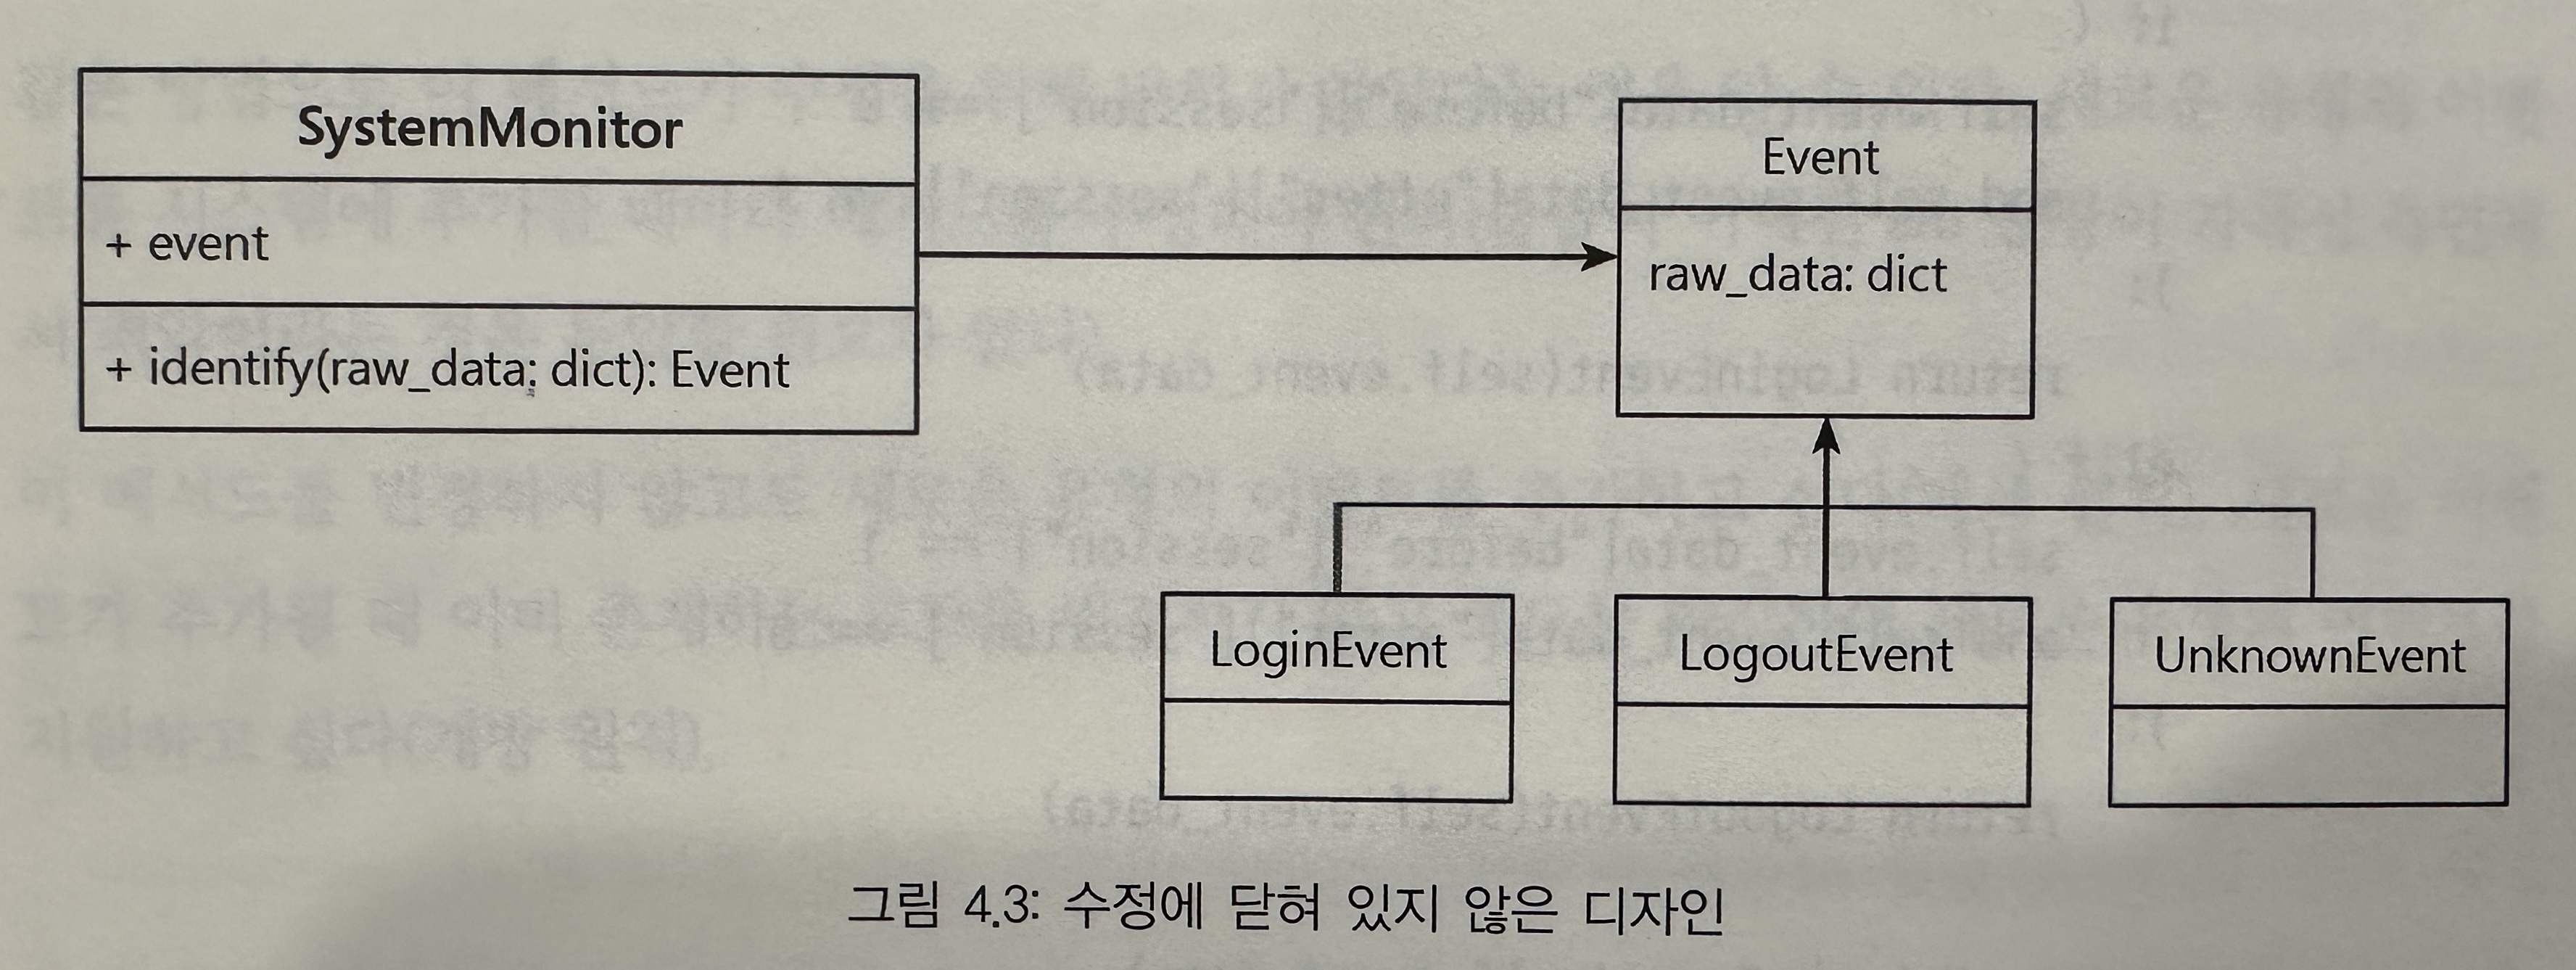 SystemMonitor
+ event
+ identify(raw_data: dict): Event
Event
raw_data: dict
LoginEvent
LogoutEvent
UnknownEvent
그림 4.3: 수정에 닫혀 있지 않은 디자인